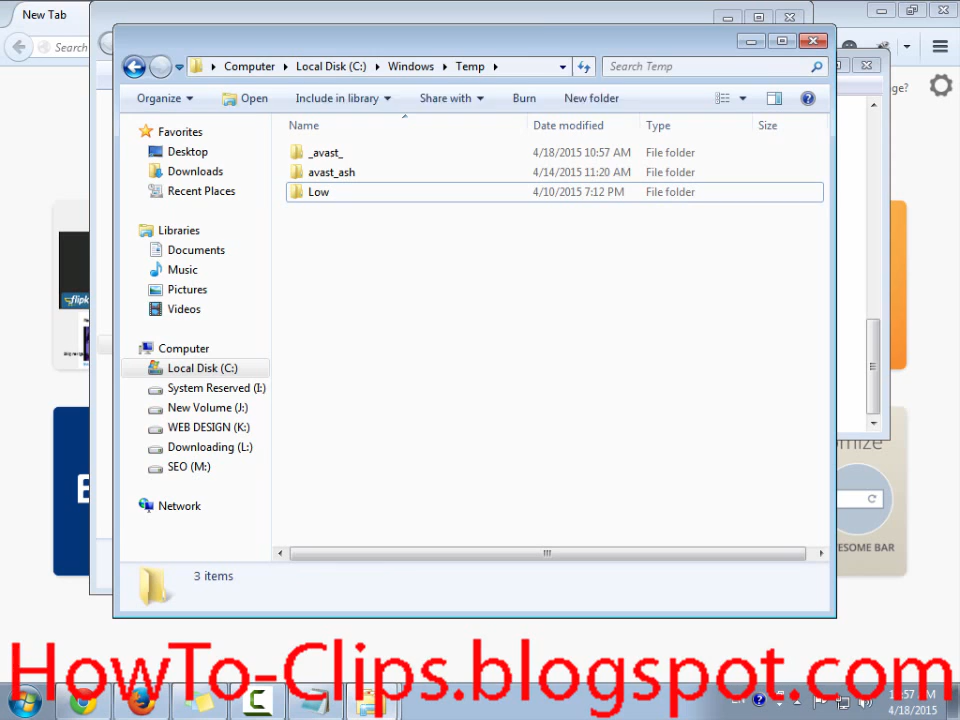 New Tab
Search
Computer
Local Disk (C:)
Windows
Temp
Search Temp
Organize
Open
Include in library
Share with
Burn
New folder
ge?
Name
Date modified
Type
Size
Favorites
Desktop
Downloads
Recent Places
Libraries
Documents
Music
Pictures
Videos
Computer
Local Disk (C:)
System Reserved (I:)
New Volume (J:)
WEB DESIGN (K:)
Downloading (L:)
SEO (M:)
Network
_avast_ 4/18/2015 10:57 AM File folder
avast_ash 4/14/2015 11:20 AM File folder
Low 4/10/2015 7:12 PM File folder
flipk
omize
ESOME BAR
3 items
HowTo-Clips.blogspot.com
EN
4/18/2015